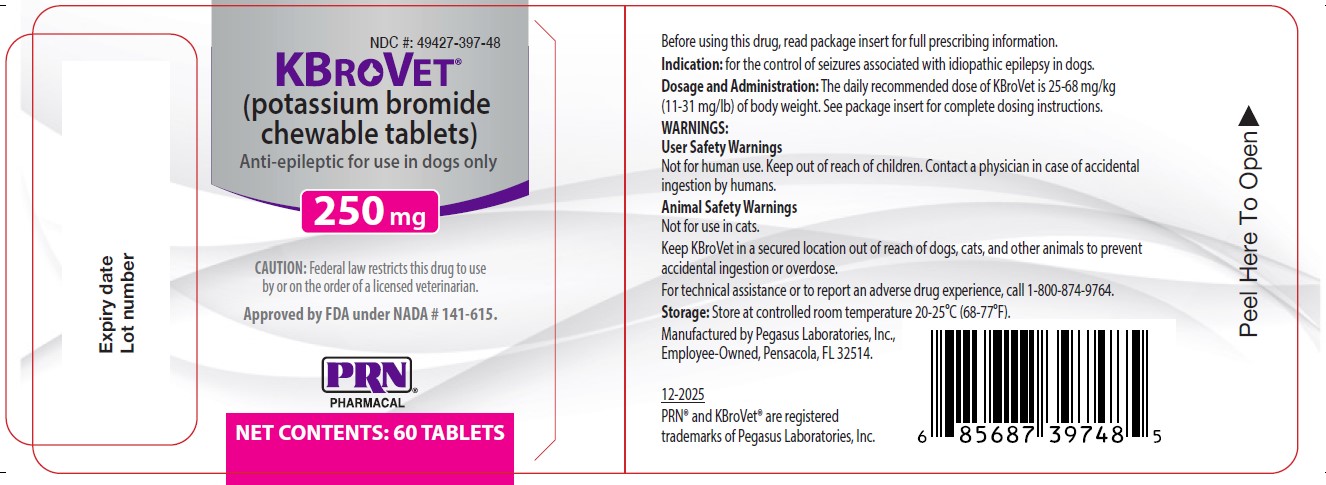 Expiry date
Lot number
NDC #: 49427-397-48
KBROVET®
(potassium bromide
chewable tablets)
Anti-epileptic for use in dogs only
250 mg
CAUTION: Federal law restricts this drug to use
by or on the order of a licensed veterinarian.
Approved by FDA under NADA # 141-615.
PRN®
PHARMACAL
NET CONTENTS: 60 TABLETS
Before using this drug, read package insert for full prescribing information.
Indication: for the control of seizures associated with idiopathic epilepsy in dogs.
Dosage and Administration: The daily recommended dose of KBroVet is 25-68 mg/kg
(11-31 mg/lb) of body weight. See package insert for complete dosing instructions.
WARNINGS:
User Safety Warnings
Not for human use. Keep out of reach of children. Contact a physician in case of accidental
ingestion by humans.
Animal Safety Warnings
Not for use in cats.
Keep KBroVet in a secured location out of reach of dogs, cats, and other animals to prevent
accidental ingestion or overdose.
For technical assistance or to report an adverse drug experience, call 1-800-874-9764.
Storage: Store at controlled room temperature 20-25°C (68-77°F).
Manufactured by Pegasus Laboratories, Inc.,
Employee-Owned, Pensacola, FL 32514.
12-2025
PRN® and KBroVet® are registered
trademarks of Pegasus Laboratories, Inc.
6 85687 39748 5
Peel Here To Open▲